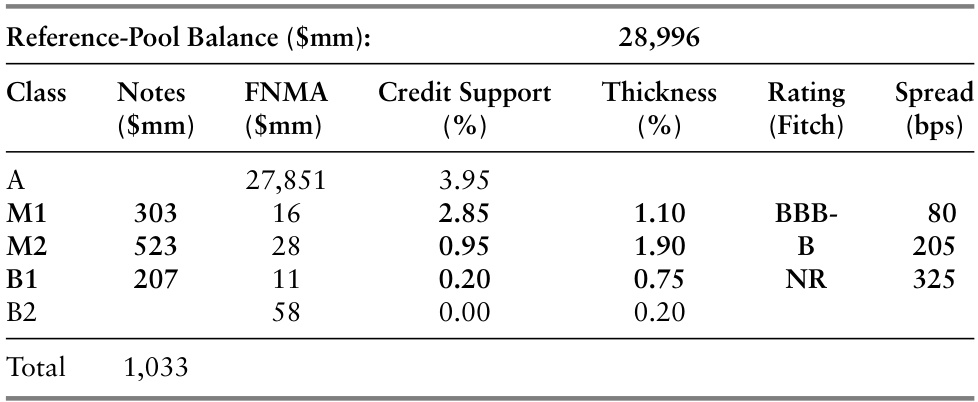 Reference-Pool Balance ($mm): 28,996
Class Notes FNMA Credit Support Thickness Rating Spread
($mm) ($mm) (%) (%) (Fitch) (bps)
A 27,851 3.95
M1 303 16 2.85 1.10 BBB- 80
M2 523 28 0.95 1.90 B 205
B1 207 11 0.20 0.75 NR 325
B2 58 0.00 0.20
Total 1,033